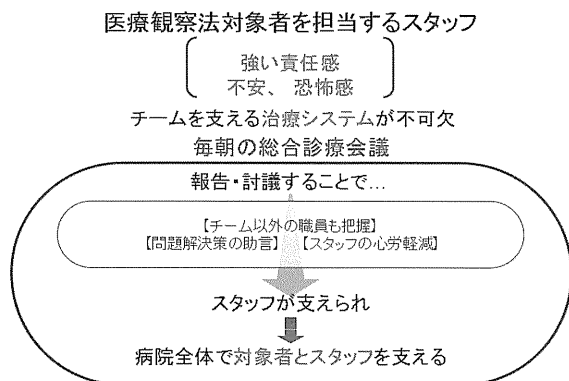 医療観察法対象者を担当するスタッフ
強い責任感
不安、恐怖感
チームを支える治療システムが不可欠
毎朝の総合診療会議
報告・討議することで…
【チーム以外の職員も把握】
【問題解決策の助言】 【スタッフの心労軽減】
スタッフが支えられ
病院全体で対象者とスタッフを支える